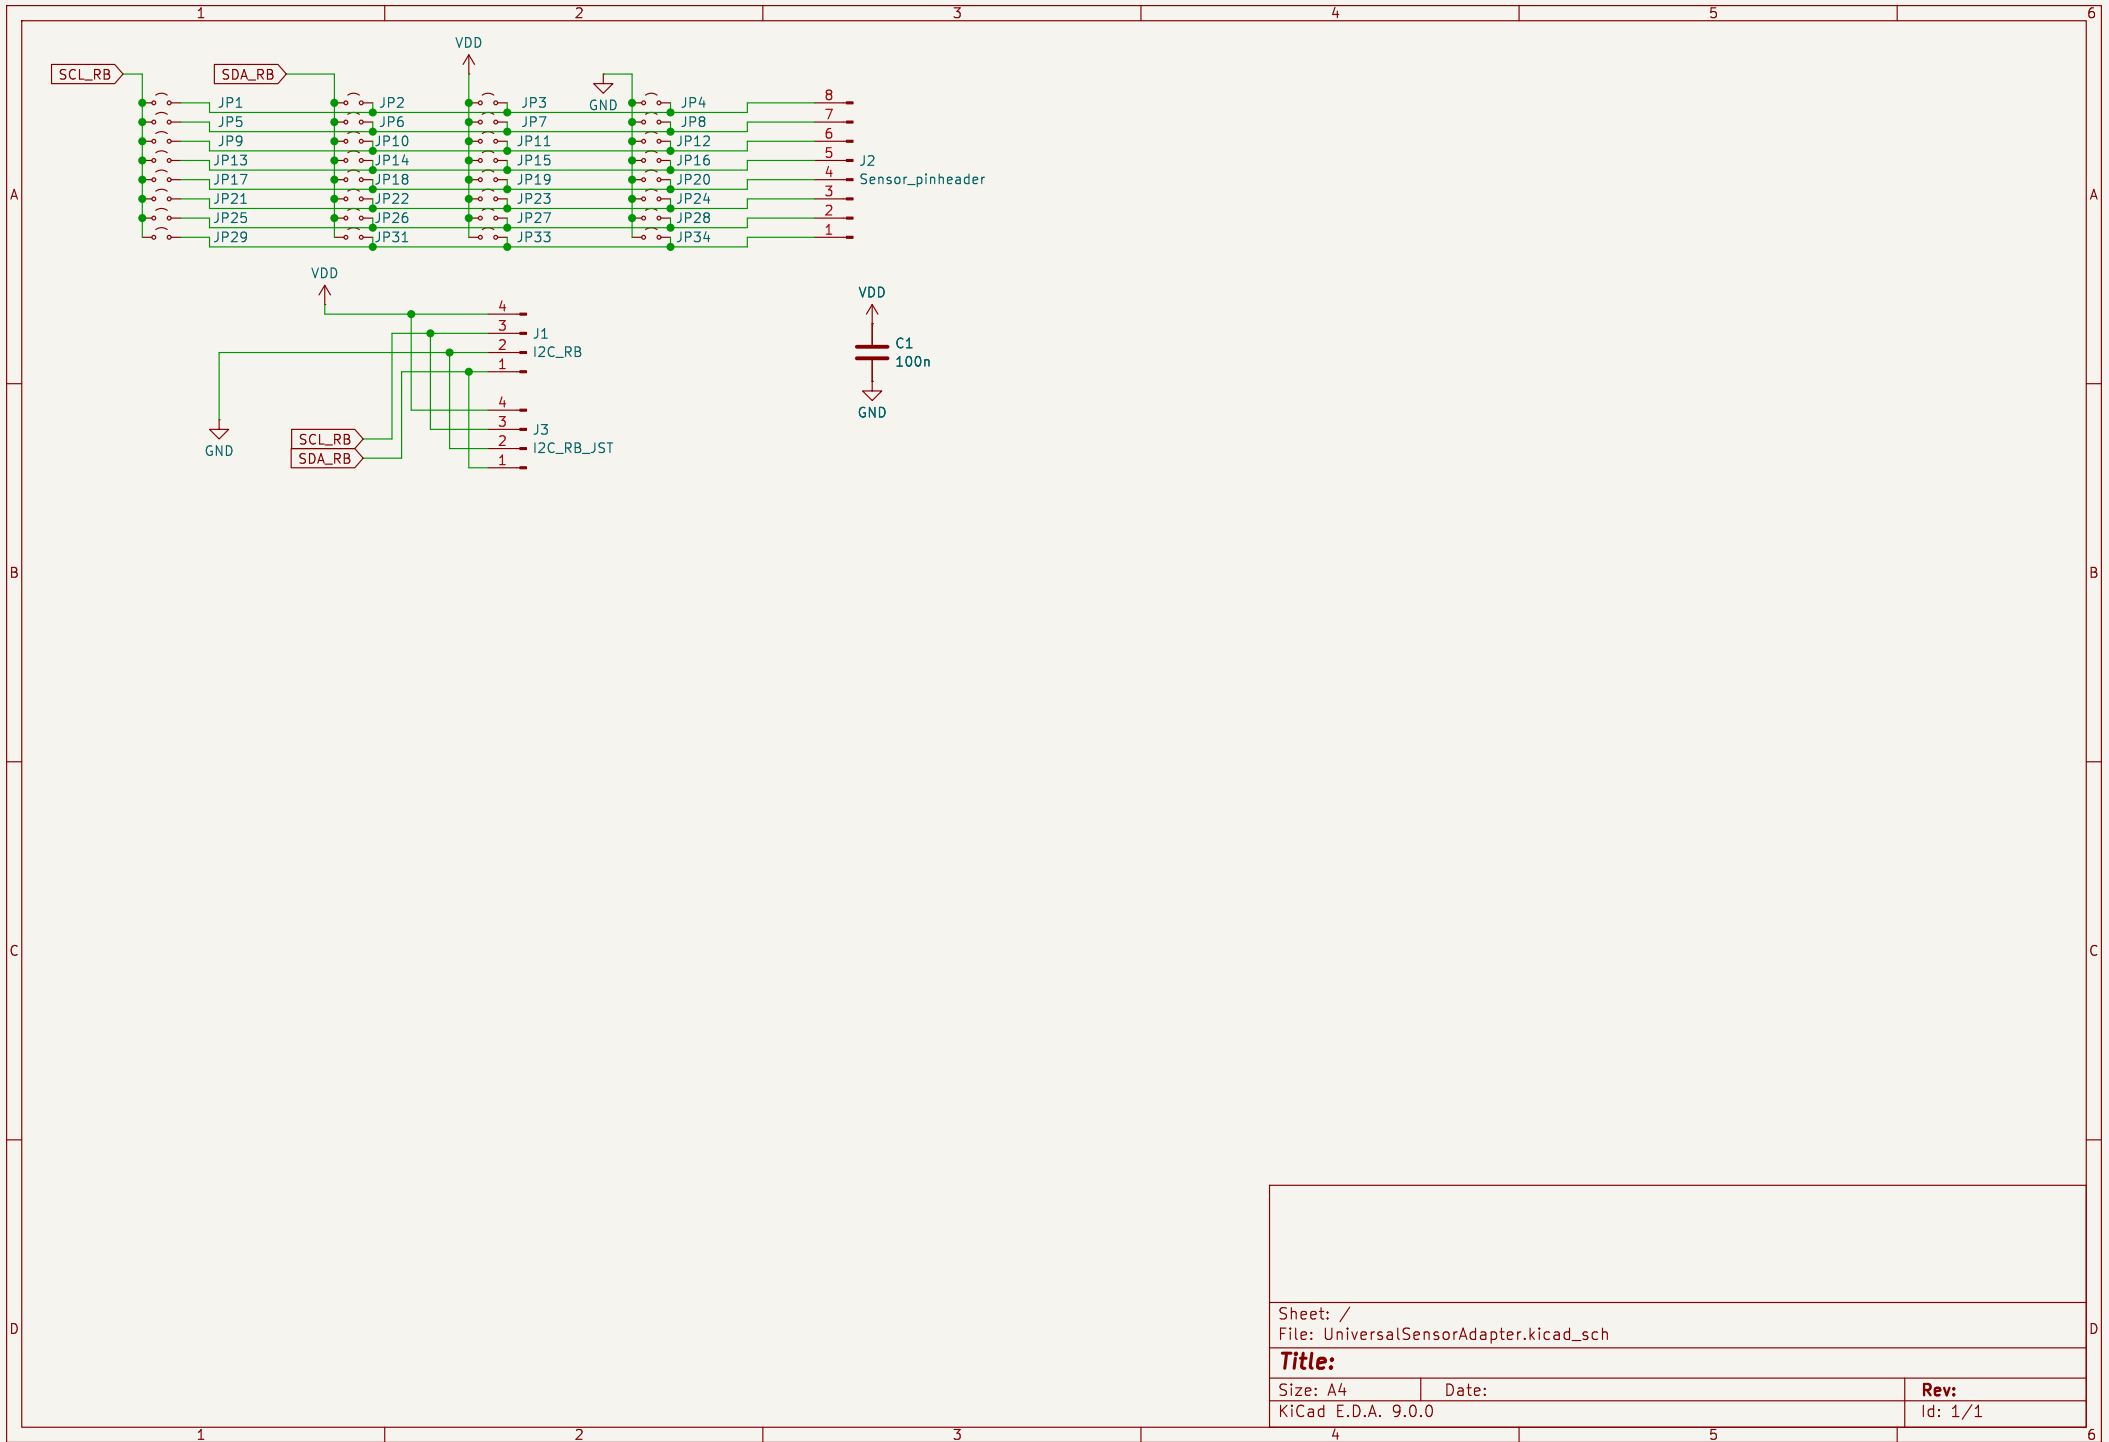 1 2 3 4 5 6
VDD
SCL_RB SDA_RB
GND
JP1 JP2 JP3 JP4 8
JP5 JP6 JP7 JP8 7
JP9 JP10 JP11 JP12 6
JP13 JP14 JP15 JP16 5 J2
JP17 JP18 JP19 JP20 4 Sensor_pinheader
A JP21 JP22 JP23 JP24 3 A
JP25 JP26 JP27 JP28 2
JP29 JP31 JP33 JP34 1
VDD
VDD
4
3 J1
2 I2C_RB
1
C1
100n
GND
4
3 J3
2 I2C_RB_JST
1
SCL_RB
SDA_RB
GND
B B
C C
D D
Sheet: /
File: UniversalSensorAdapter.kicad_sch
Title:
Size: A4 Date: Rev:
KiCad E.D.A. 9.0.0 Id: 1/1
1 2 3 4 5 6